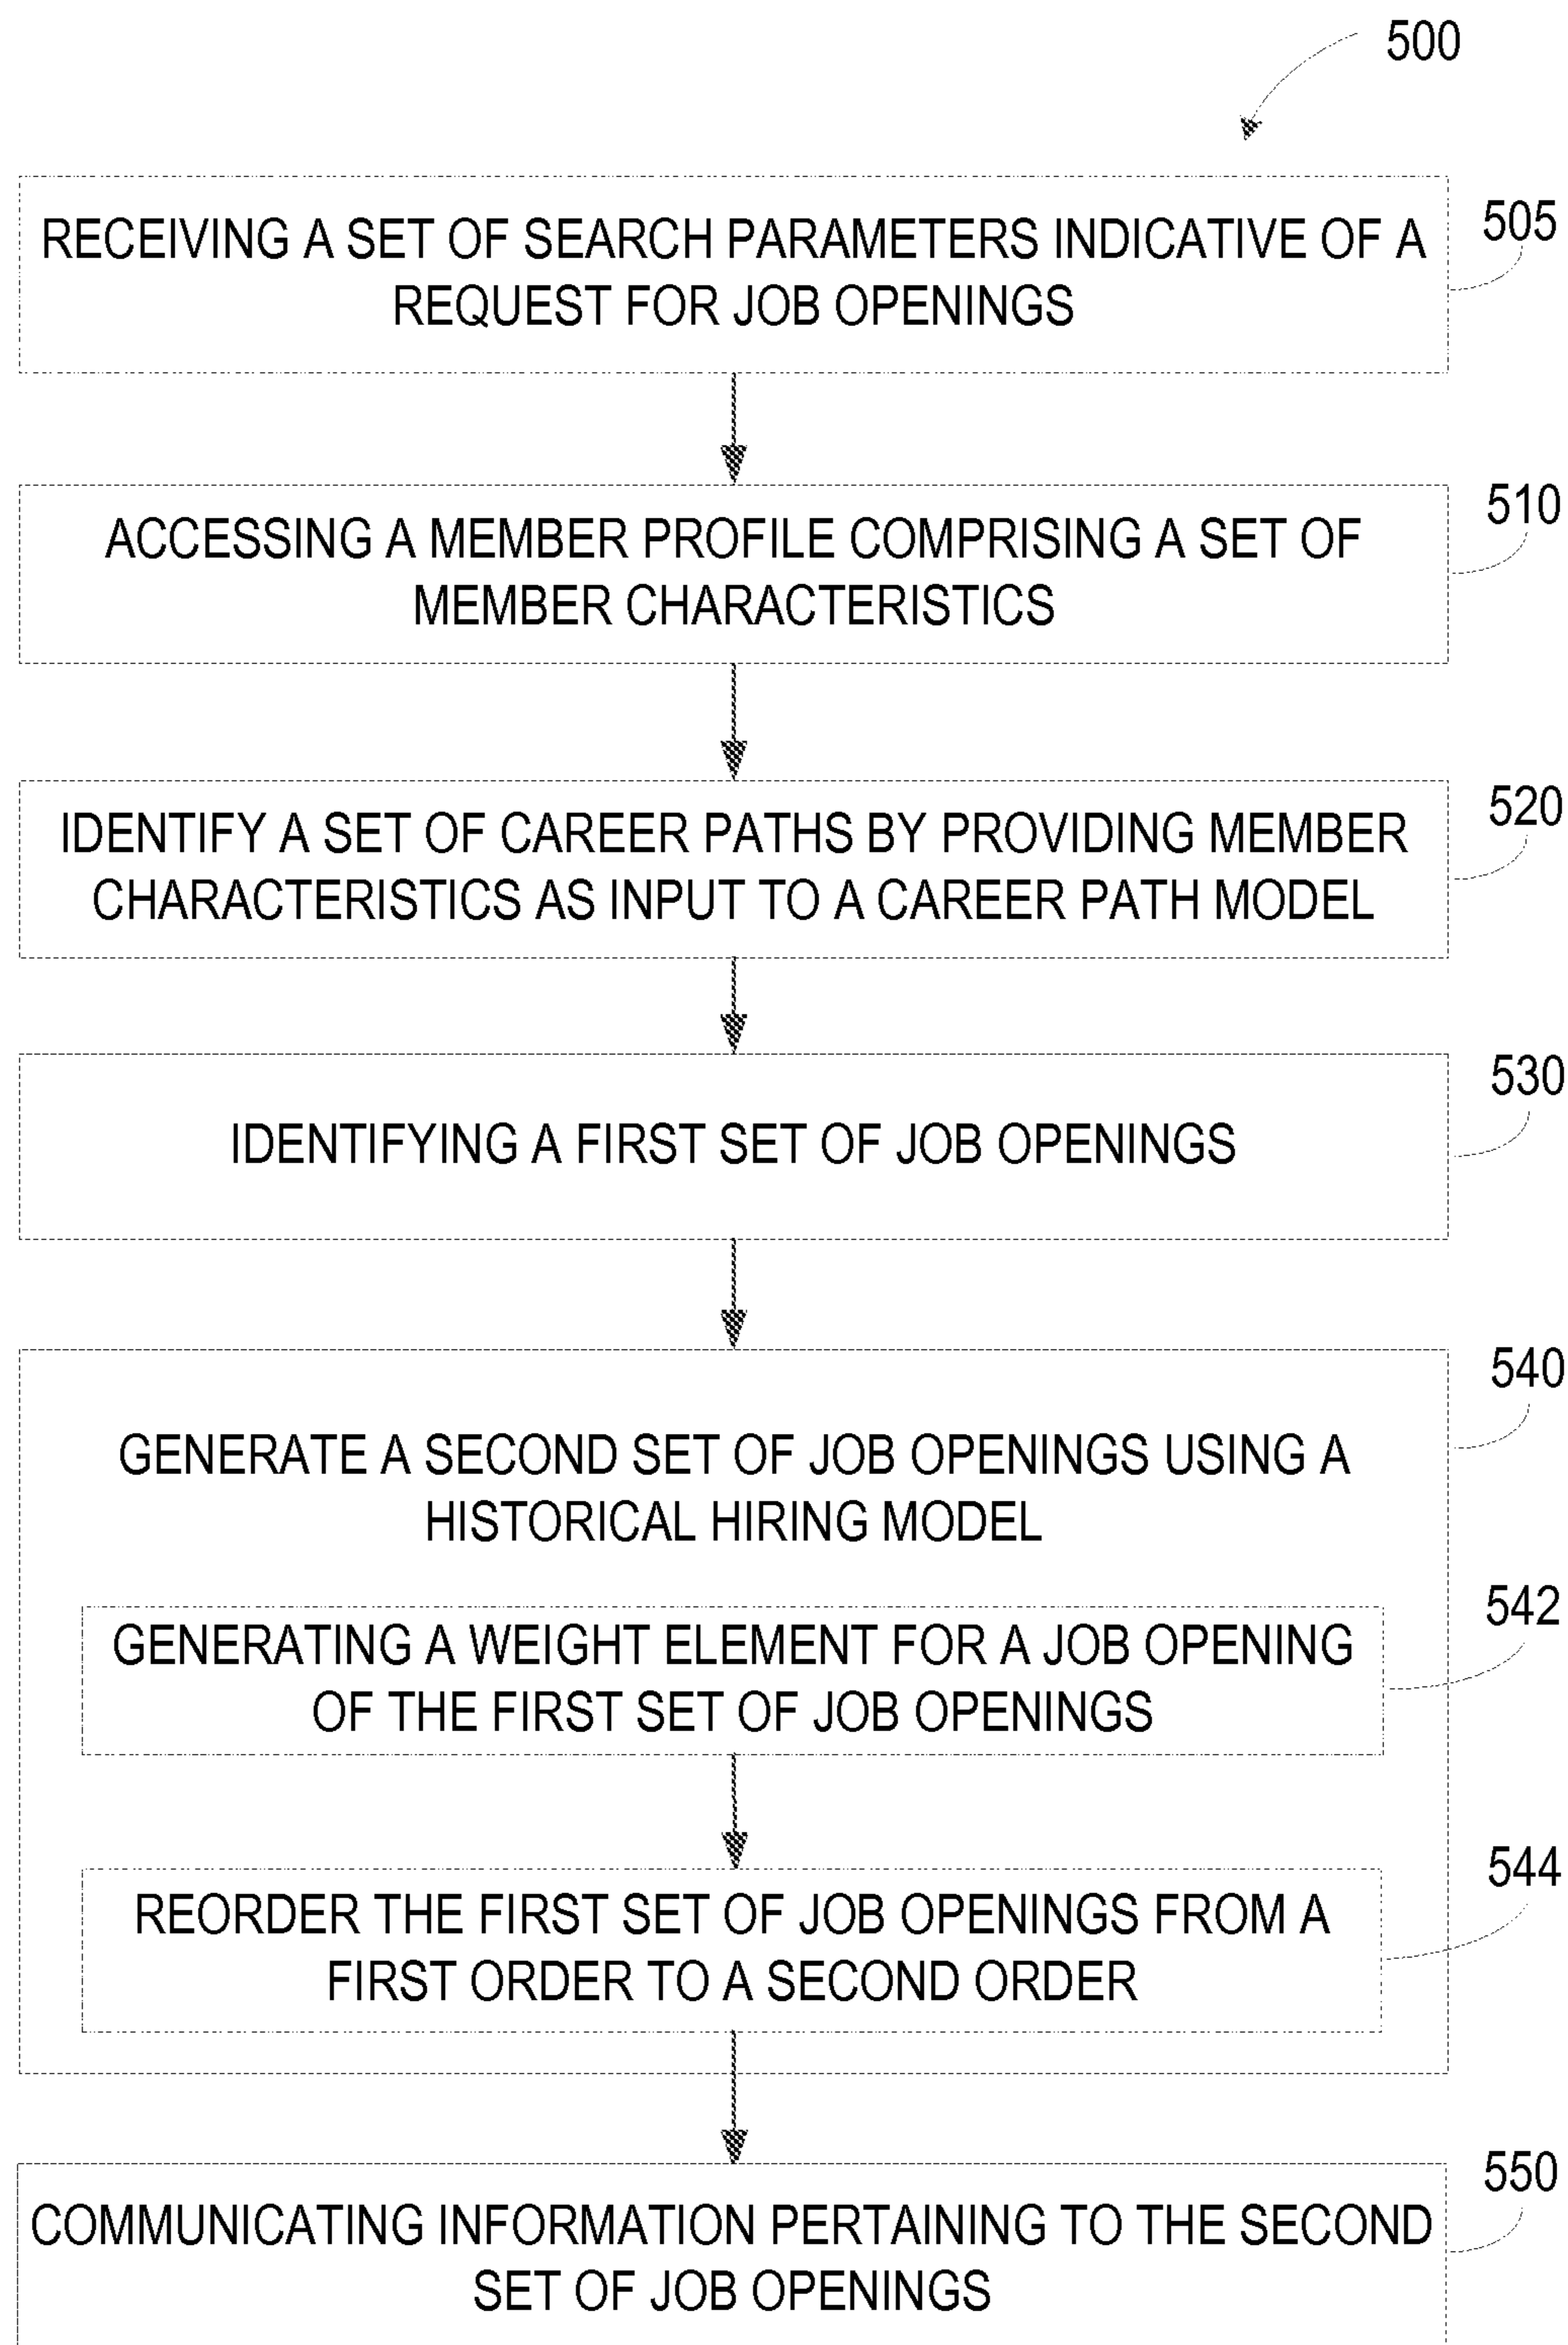 500
RECEIVING A SET OF SEARCH PARAMETERS INDICATIVE OF A
REQUEST FOR JOB OPENINGS
505
ACCESSING A MEMBER PROFILE COMPRISING A SET OF
MEMBER CHARACTERISTICS
510
IDENTIFY A SET OF CAREER PATHS BY PROVIDING MEMBER
CHARACTERISTICS AS INPUT TO A CAREER PATH MODEL
520
IDENTIFYING A FIRST SET OF JOB OPENINGS
530
GENERATE A SECOND SET OF JOB OPENINGS USING A
HISTORICAL HIRING MODEL
540
GENERATING A WEIGHT ELEMENT FOR A JOB OPENING
OF THE FIRST SET OF JOB OPENINGS
542
REORDER THE FIRST SET OF JOB OPENINGS FROM A
FIRST ORDER TO A SECOND ORDER
544
COMMUNICATING INFORMATION PERTAINING TO THE SECOND
SET OF JOB OPENINGS
550